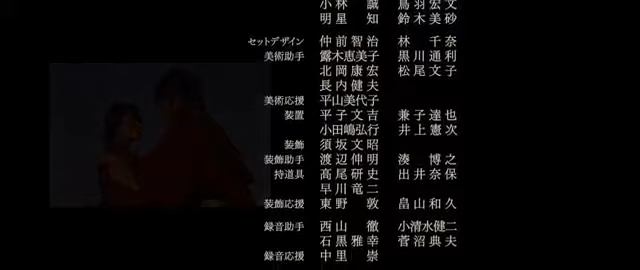 小林 誠 鳥羽宏文
明星 知 鈴木美砂
セットデザイン 仲前智治 林 千奈
美術助手 露木恵美子 黒川通利
北岡康宏 松尾文子
長内健夫
美術応援 平山美代子
装置 平子文吉 兼子達也
小田嶋弘行 井上憲次
装飾 須坂文昭
装飾助手 渡辺伸明 湊 博之
持道具 高尾研史 出井奈保
早川竜二
装飾応援 東野 敦 畠山和久
録音助手 西山 徹 小清水健二
石黒雅幸 菅沼典夫
録音応援 中里 崇